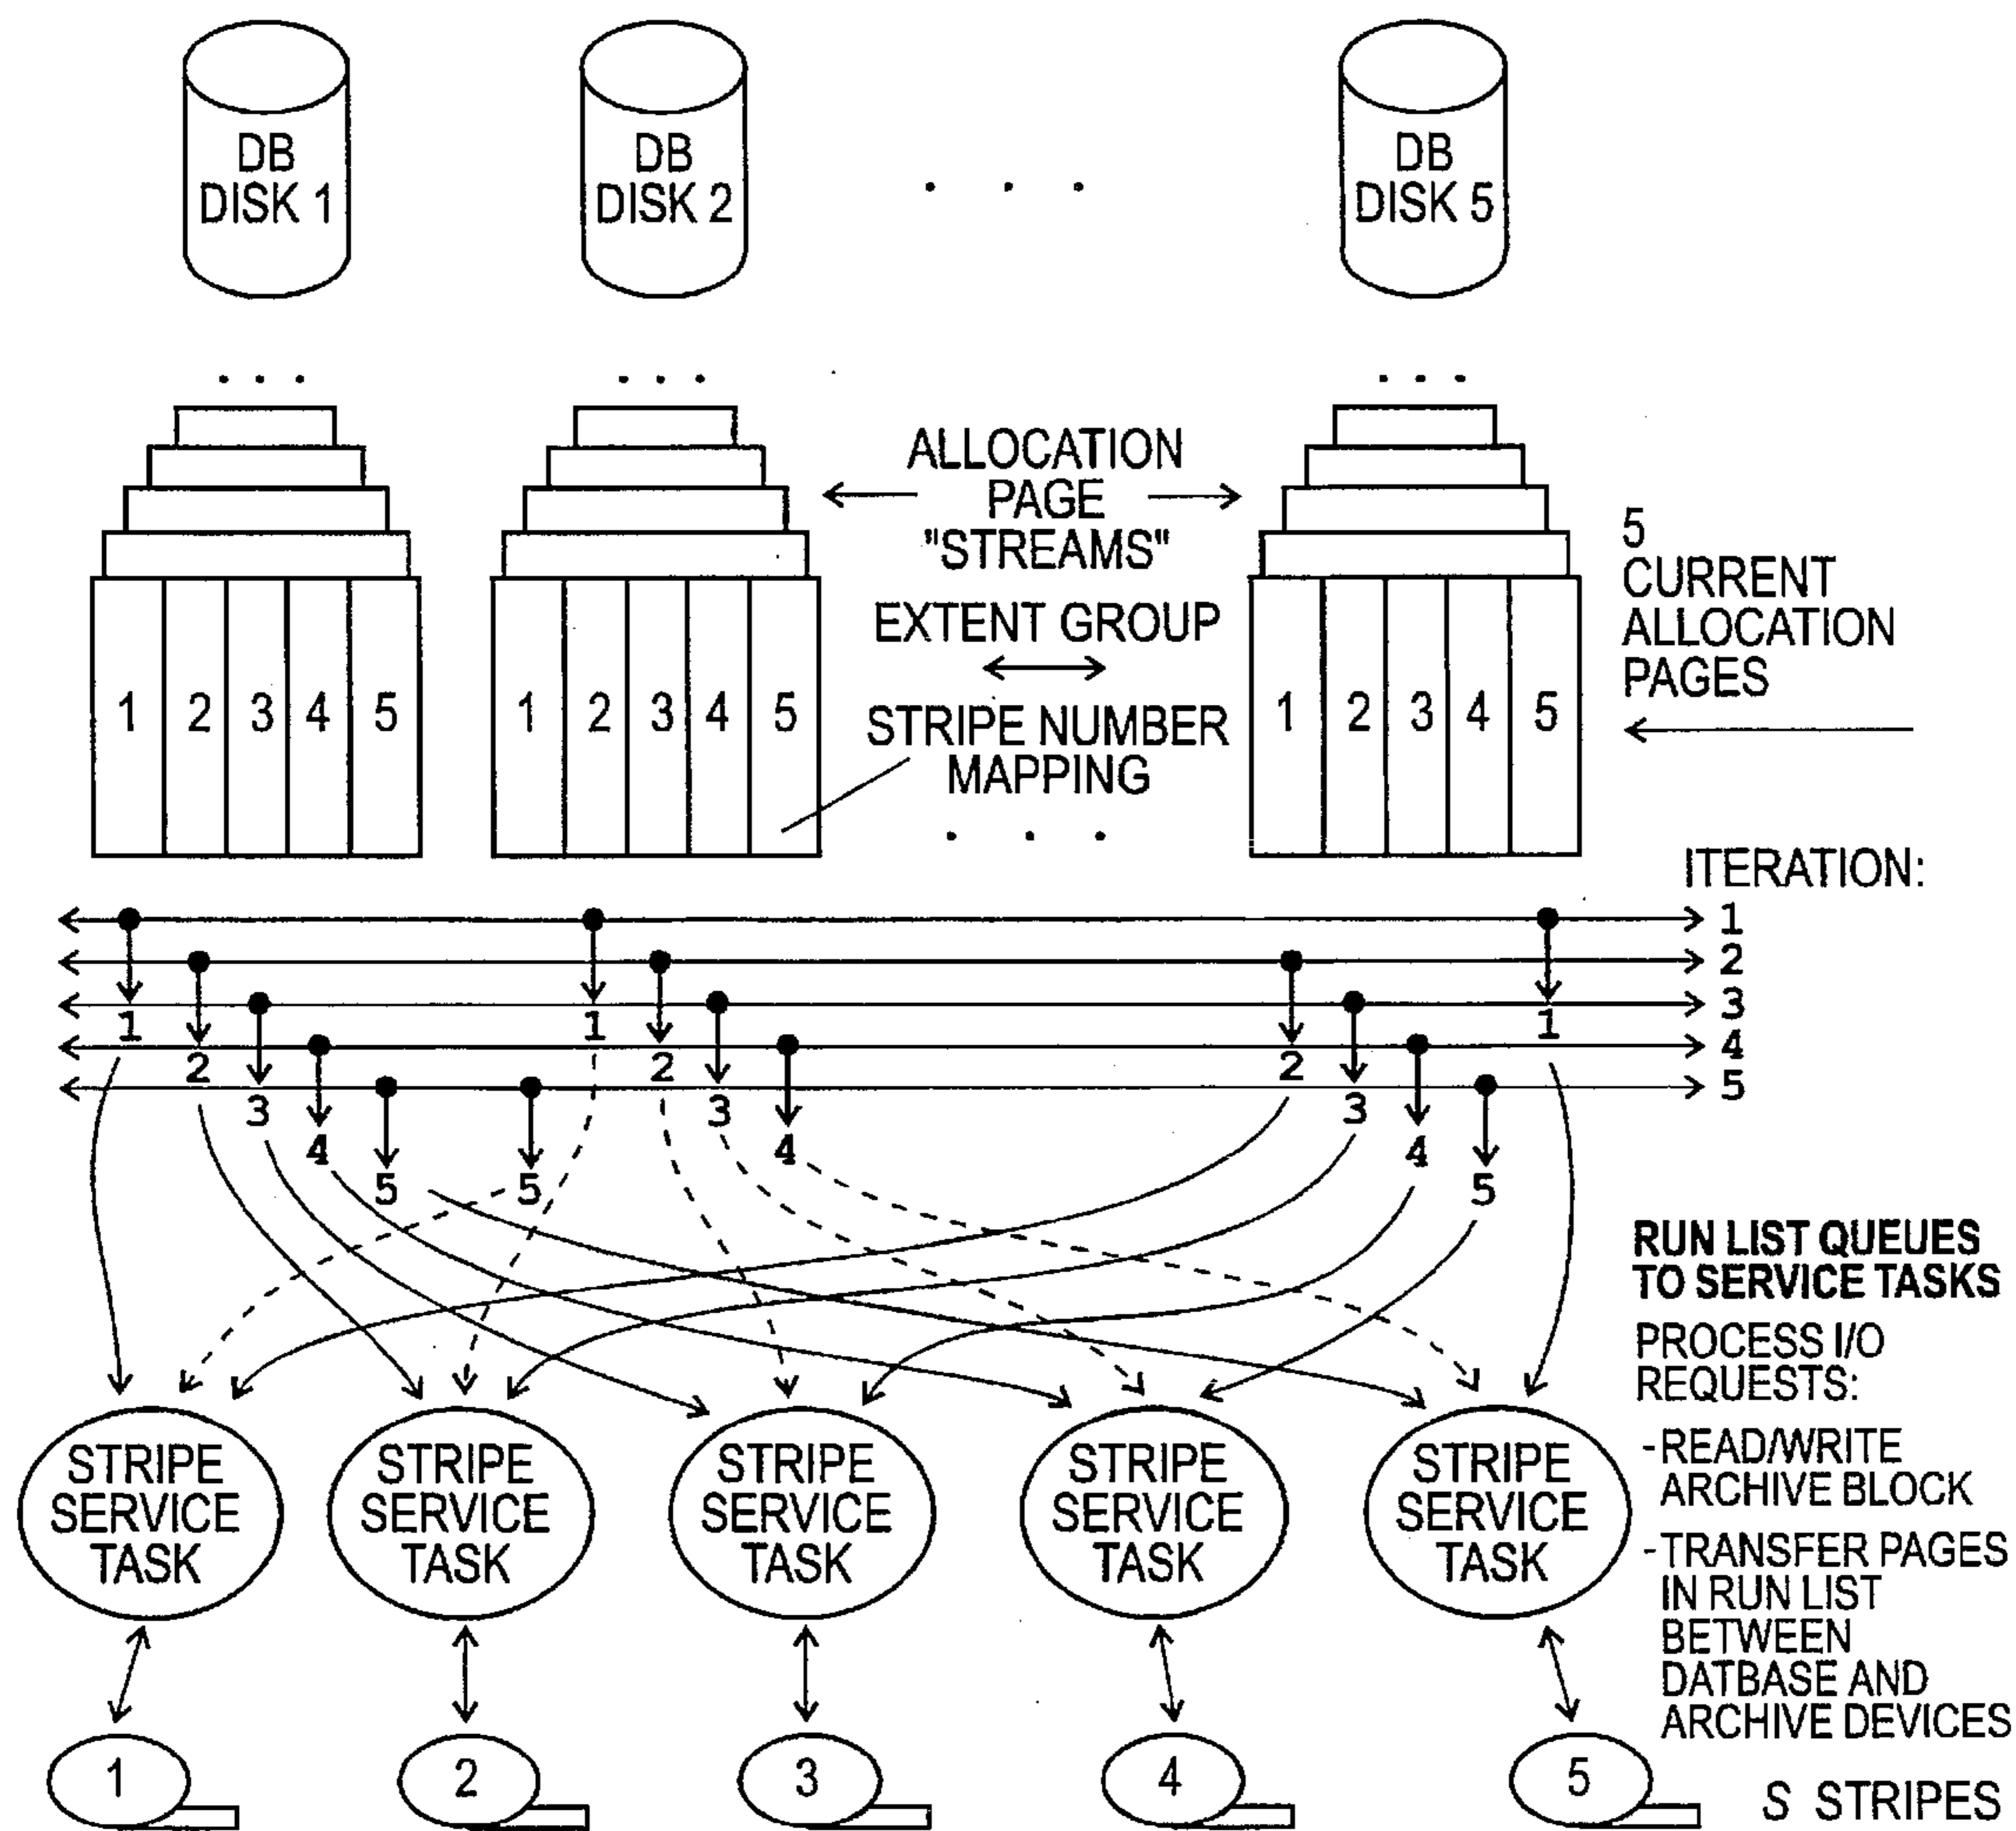 DB
DISK 1
DB
DISK 2
. . .
DB
DISK 5
. . .
. . .
. . .
ALLOCATION
PAGE
"STREAMS"
EXTENT GROUP
STRIPE NUMBER
MAPPING
. . .
5
CURRENT
ALLOCATION
PAGES
1 2 3 4 5
1 2 3 4 5
1 2 3 4 5
ITERATION:
1
2
3
4
5
1 1 1
2 2 2
3 3 3
4 4 4
5 5 5
RUN LIST QUEUES
TO SERVICE TASKS
PROCESS I/O
REQUESTS:
-READ/WRITE
ARCHIVE BLOCK
-TRANSFER PAGES
IN RUN LIST
BETWEEN
DATBASE AND
ARCHIVE DEVICES
STRIPE
SERVICE
TASK
STRIPE
SERVICE
TASK
STRIPE
SERVICE
TASK
STRIPE
SERVICE
TASK
STRIPE
SERVICE
TASK
1
2
3
4
5
S STRIPES